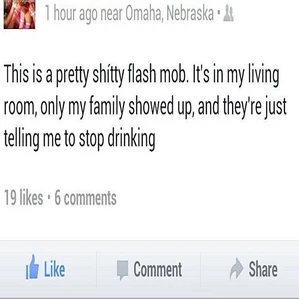 1 hour ago near Omaha, Nebraska •
This is a pretty shítty flash mob. It's in my living
room, only my family showed up, and they're just
telling me to stop drinking
19 likes • 6 comments
Like Comment Share